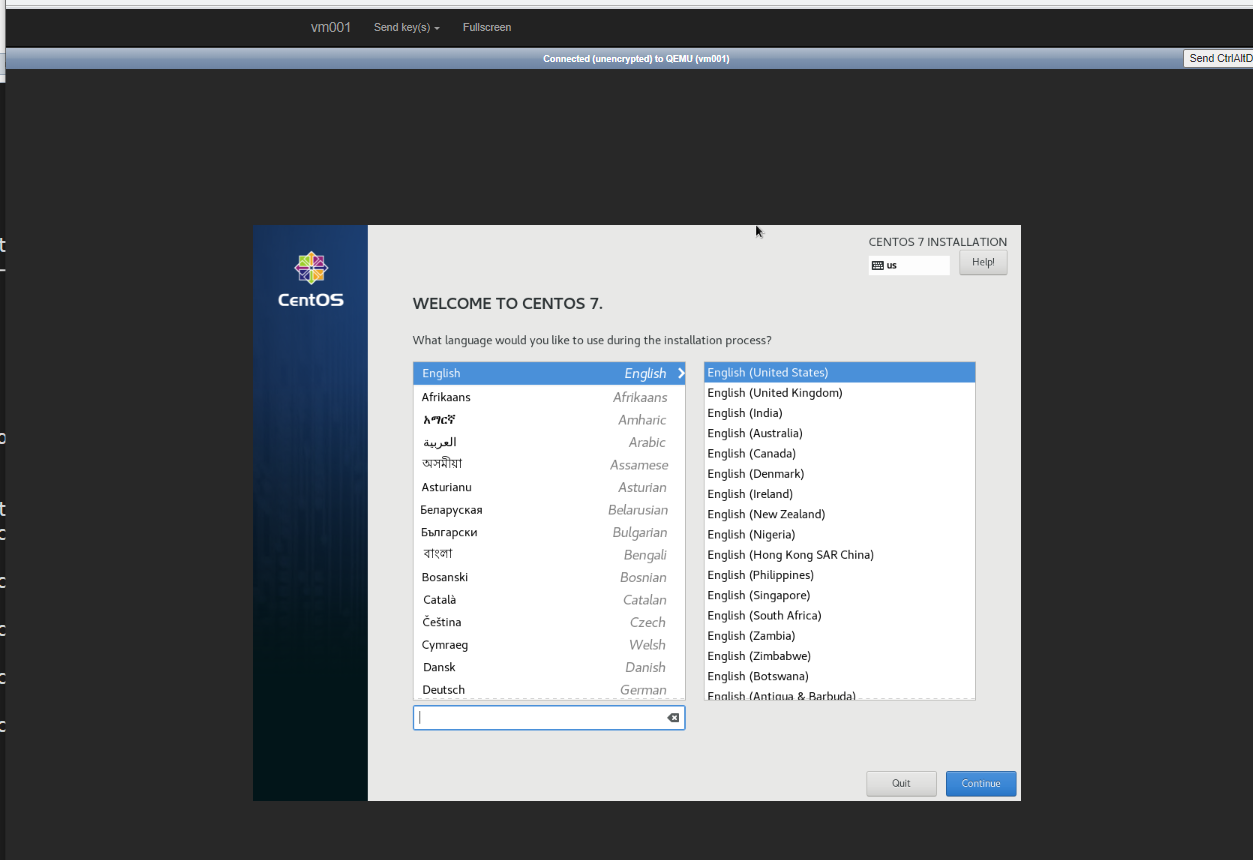 vm001 Send key(s) Fullscreen
Connected (unencrypted) to QEMU (vm001)
Send CtrlAltD
CentOS
CENTOS 7 INSTALLATION
us
Help!
WELCOME TO CENTOS 7.
What language would you like to use during the installation process?
English English
Afrikaans Afrikaans
አማርኛ Amharic
العربية Arabic
অসমীয়া Assamese
Asturianu Asturian
Беларуская Belarusian
Български Bulgarian
বাংলা Bengali
Bosanski Bosnian
Català Catalan
Čeština Czech
Cymraeg Welsh
Dansk Danish
Deutsch German
English (United States)
English (United Kingdom)
English (India)
English (Australia)
English (Canada)
English (Denmark)
English (Ireland)
English (New Zealand)
English (Nigeria)
English (Hong Kong SAR China)
English (Philippines)
English (Singapore)
English (South Africa)
English (Zambia)
English (Zimbabwe)
English (Botswana)
English (Antigua & Barbuda)
Quit
Continue